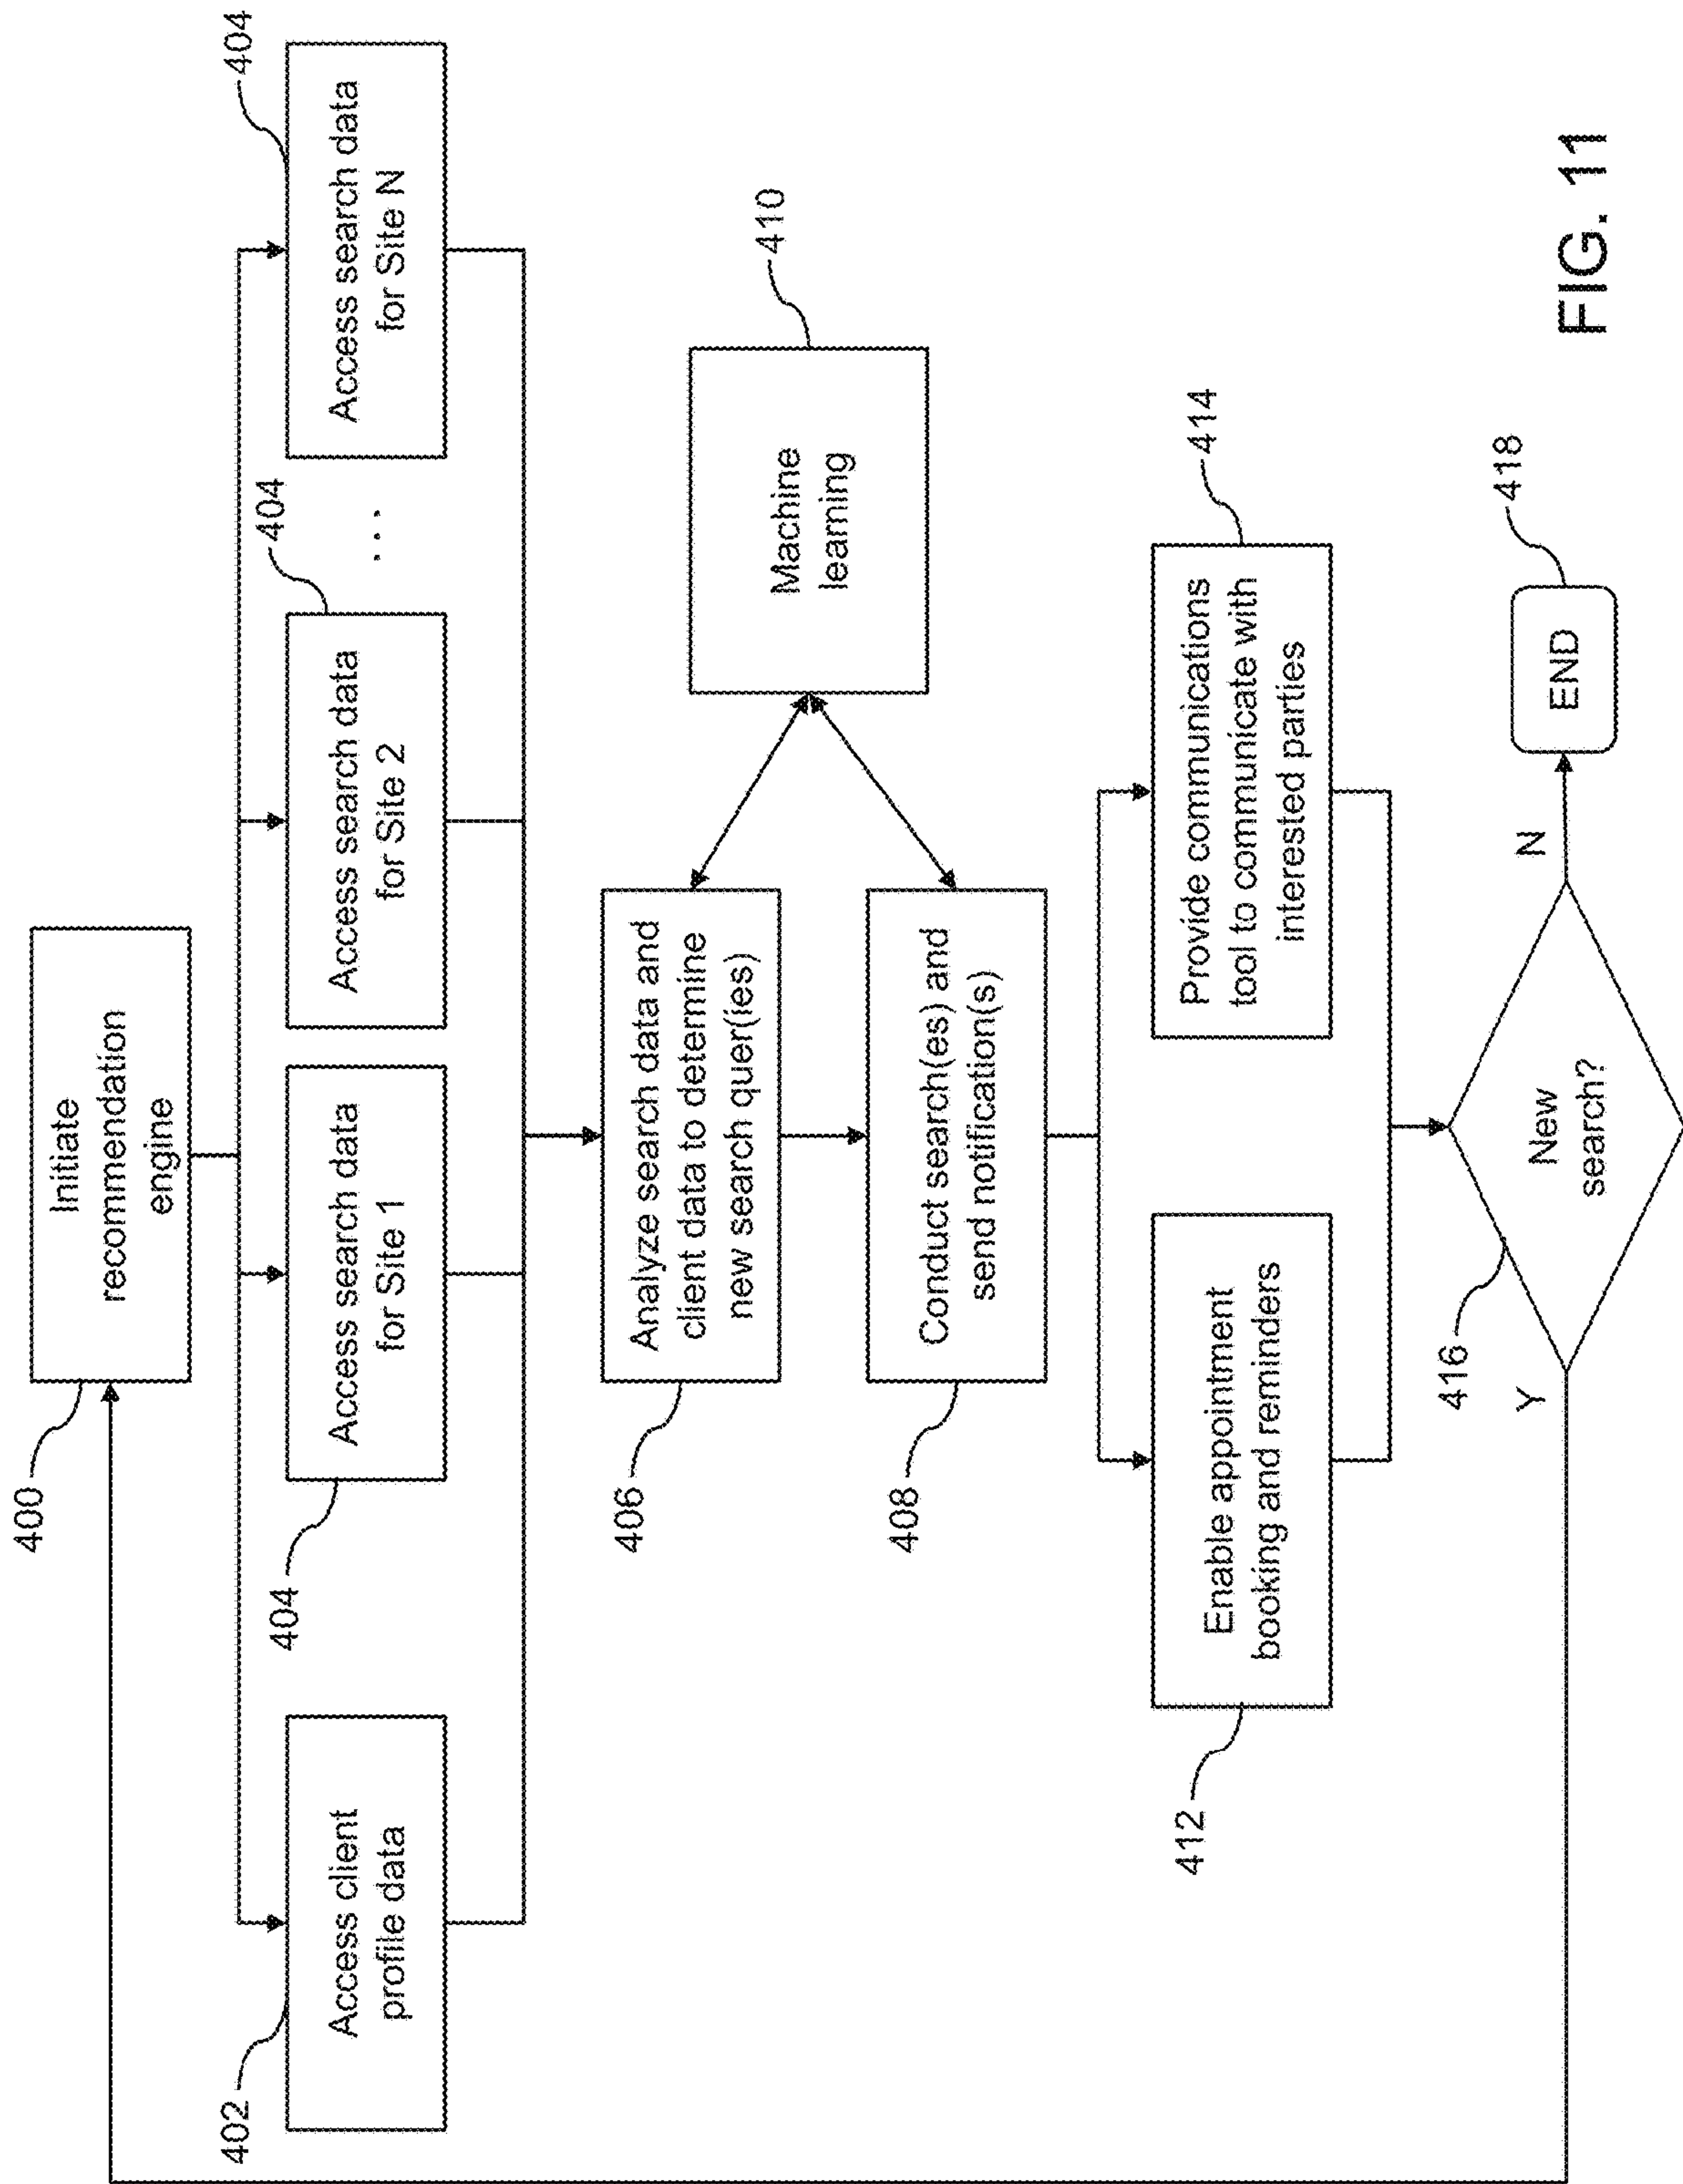 400
Initiate
recommendation
engine
402
Access client
profile data
404
Access search data
for Site 1
404
Access search data
for Site 2
. . .
404
Access search data
for Site N
406
Analyze search data and
client data to determine
new search quer(ies)
410
Machine
learning
408
Conduct search(es) and
send notification(s)
412
Enable appointment
booking and reminders
414
Provide communications
tool to communicate with
interested parties
416
New
search?
Y
N
END
418
FIG. 11